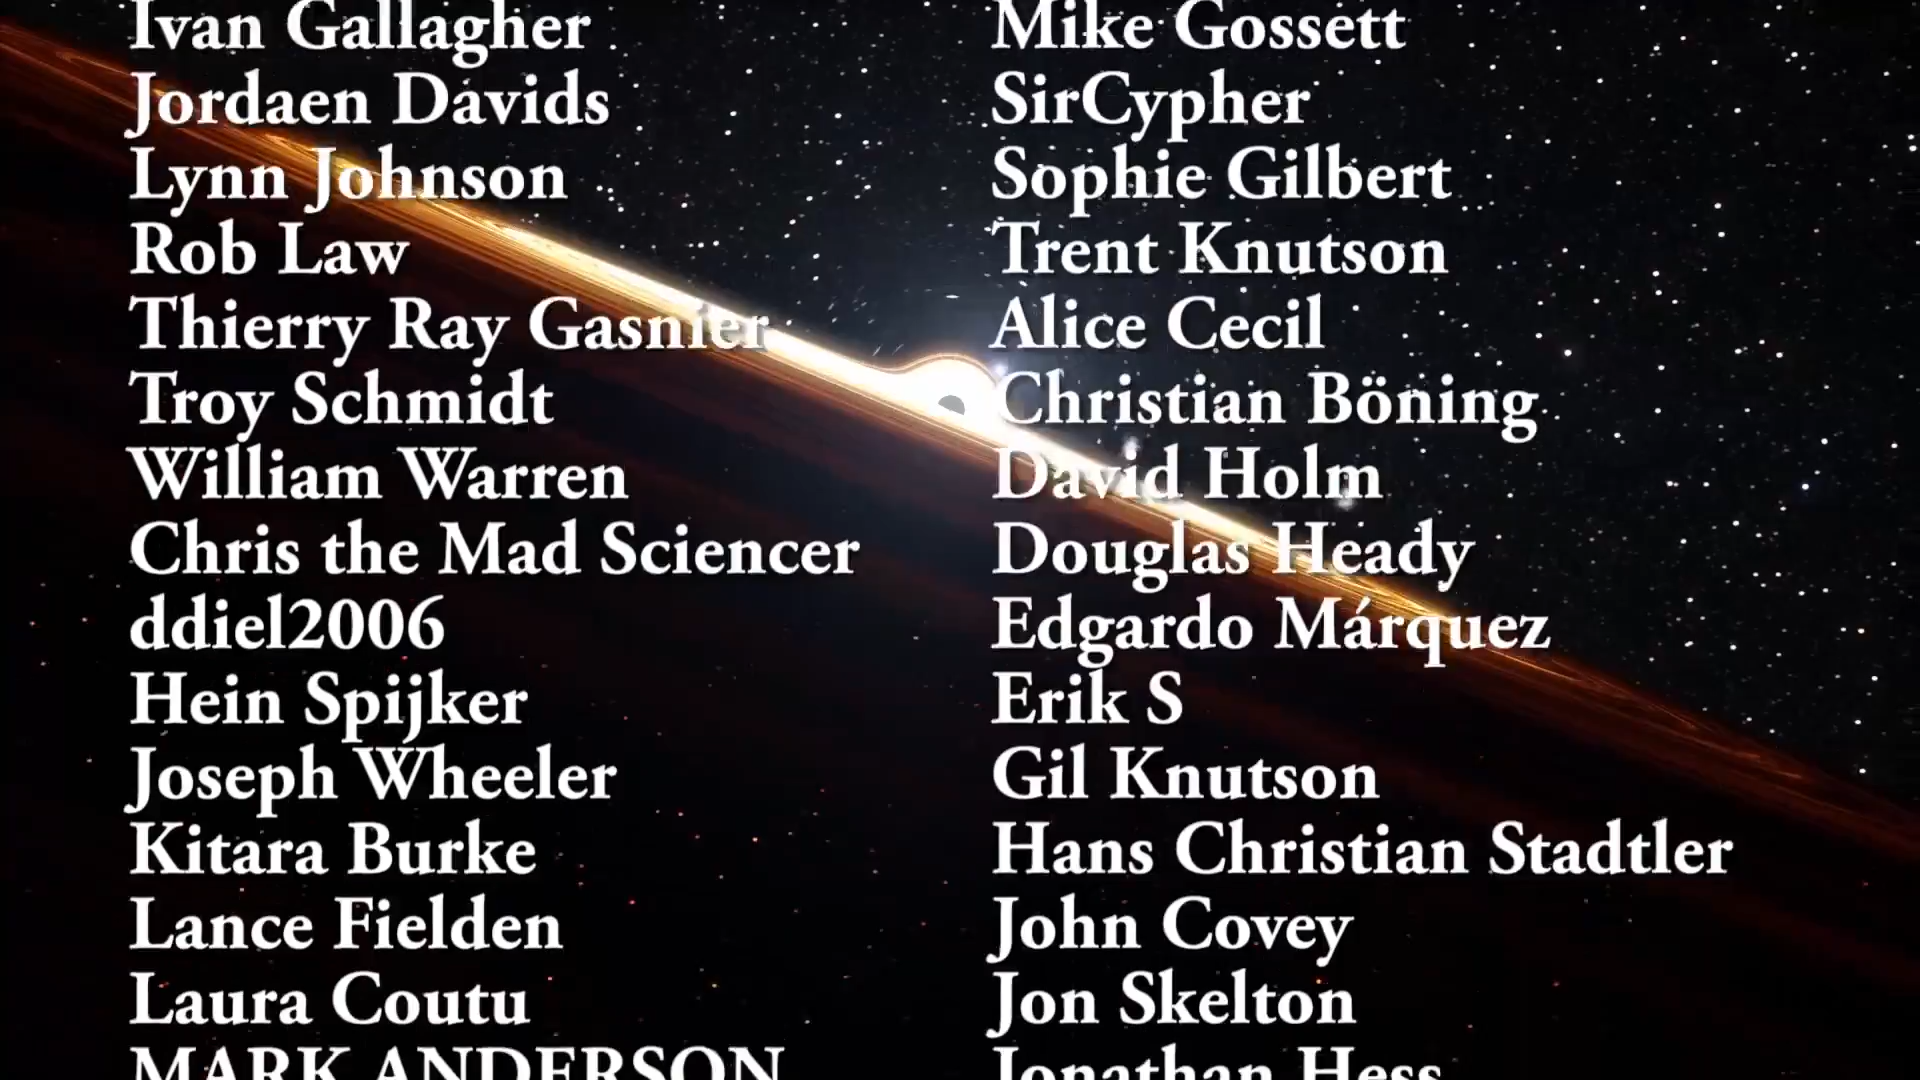 Ivan Gallagher
Jordaen Davids
Lynn Johnson
Rob Law
Thierry Ray Gasnier
Troy Schmidt
William Warren
Chris the Mad Sciencer
ddiel2006
Hein Spijker
Joseph Wheeler
Kitara Burke
Lance Fielden
Laura Coutu
MARK ANDERSON
Mike Gossett
SirCypher
Sophie Gilbert
Trent Knutson
Alice Cecil
Christian Böning
David Holm
Douglas Heady
Edgardo Márquez
Erik S
Gil Knutson
Hans Christian Stadtler
John Covey
Jon Skelton
Jonathan Hess